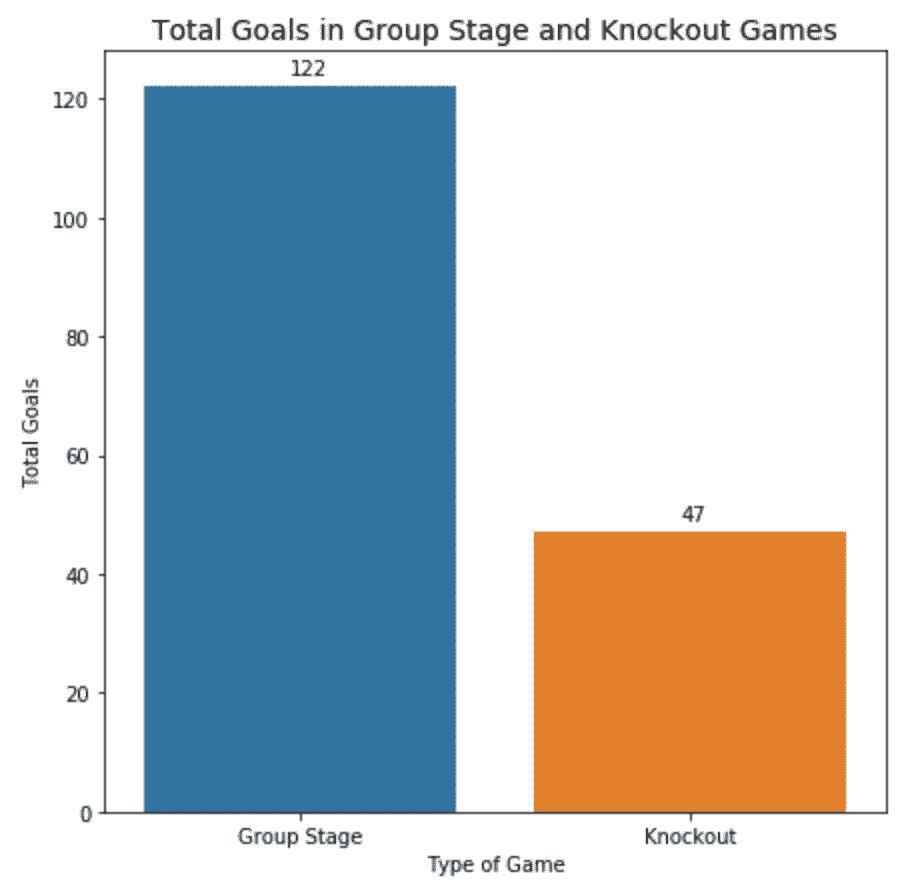 Total Goals in Group Stage and Knockout Games
122
120
100
80
60
40
20
0
Total Goals
47
Group Stage
Knockout
Type of Game